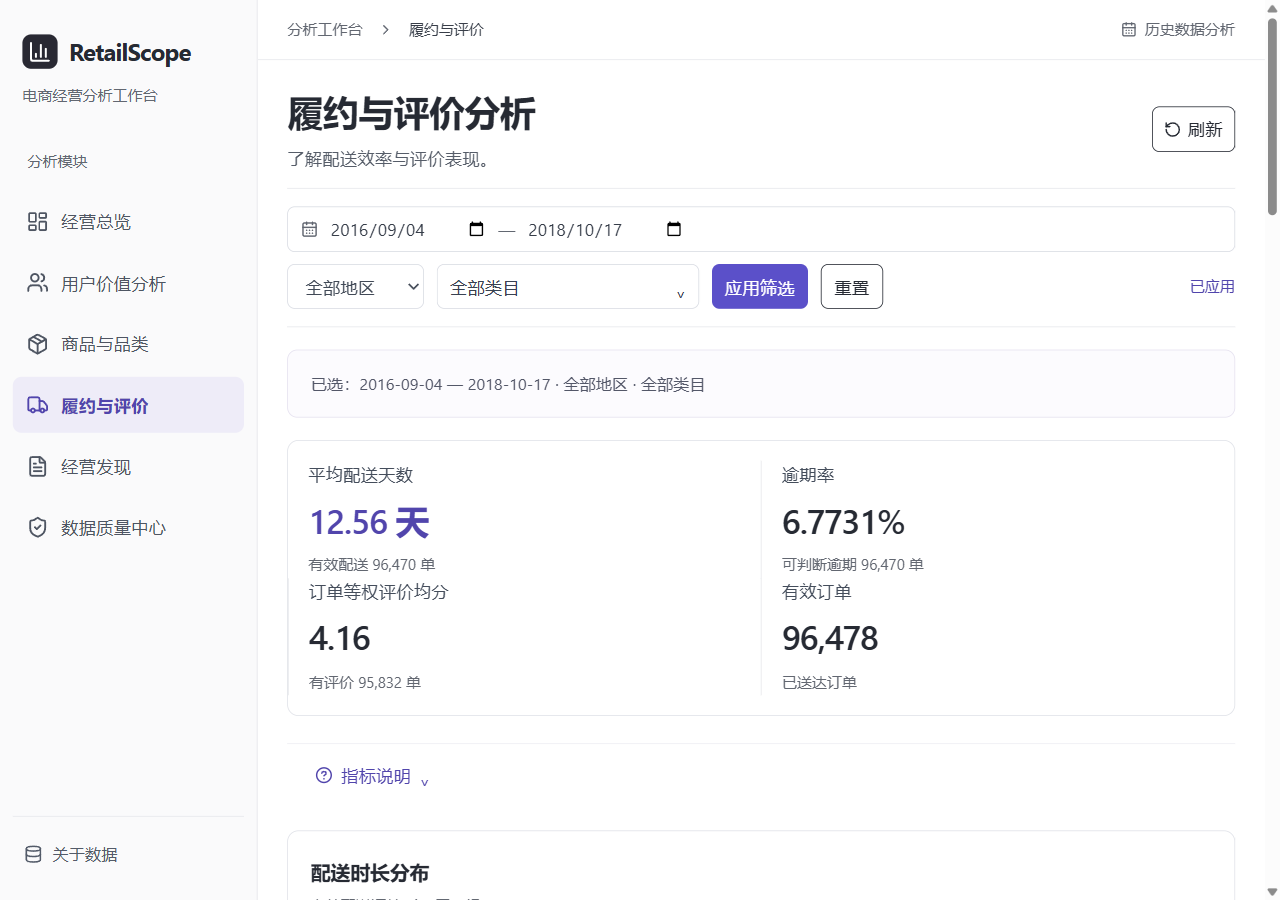 RetailScope
电商经营分析工作台
分析模块
经营总览
用户价值分析
商品与品类
履约与评价
经营发现
数据质量中心
关于数据
分析工作台 > 履约与评价
历史数据分析
履约与评价分析
了解配送效率与评价表现。
刷新
2016/09/04 — 2018/10/17
全部地区 全部类目 应用筛选 重置 已应用
已选：2016-09-04 — 2018-10-17 · 全部地区 · 全部类目
平均配送天数
12.56 天
有效配送 96,470 单
逾期率
6.7731%
可判断逾期 96,470 单
订单等权评价均分
4.16
有评价 95,832 单
有效订单
96,478
已送达订单
指标说明
配送时长分布